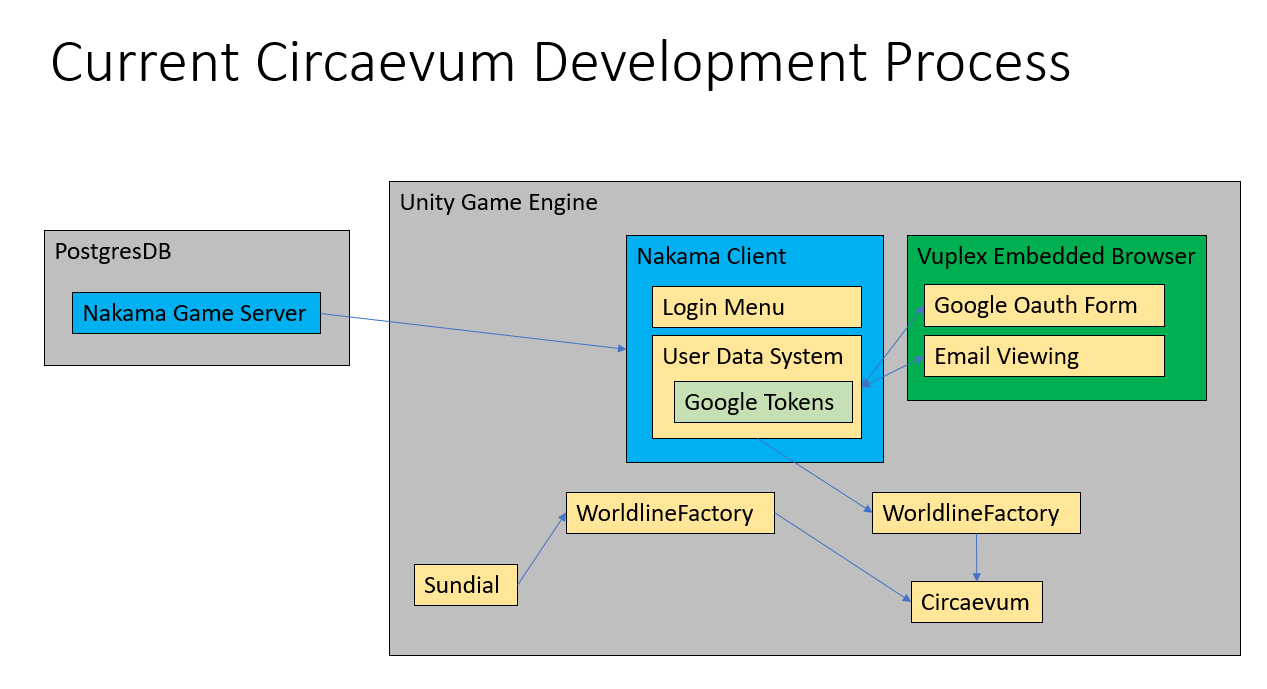 Current Circaevum Development Process
Unity Game Engine
PostgresDB
Nakama Game Server
Nakama Client
Login Menu
User Data System
Google Tokens
Vuplex Embedded Browser
Google Oauth Form
Email Viewing
WorldlineFactory
WorldlineFactory
Sundial
Circaevum